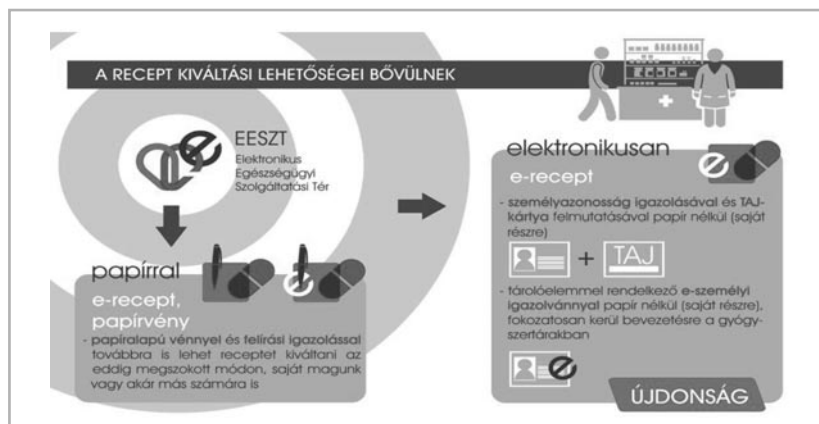 A RECEPT KIVÁLTÁSI LEHETŐSÉGEI BŐVÜLNEK
EESZT
Elektronikus
Egészségügyi
Szolgáltatási Tér
papírral
e-recept,
papírvény
- papíralapú vénnyel és felírási igazolással
továbbra is lehet receptet kiváltani az
eddig megszokott módon, saját magunk
vagy akár más számára is
elektronikusan
e-recept
- személyazonosság igazolásával és TAJ-
kártya felmutatásával papír nélkül (saját
részre)
+ TAJ
- tárolóelemmel rendelkező e-személyi
igazolvánnyal papír nélkül (saját részre),
fokozatosan kerül bevezetésre a gyógy-
szertárakban
ÚJDONSÁG